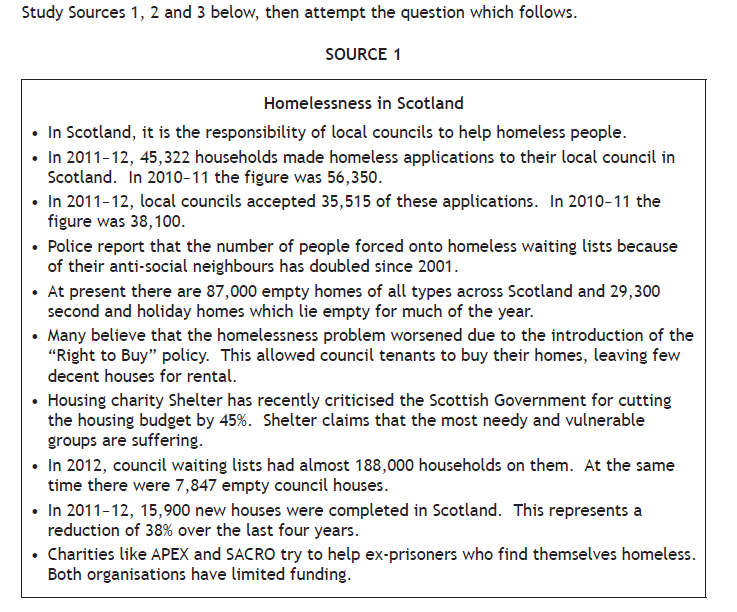 Study Sources 1, 2 and 3 below, then attempt the question which follows.
SOURCE 1
Homelessness in Scotland
• In Scotland, it is the responsibility of local councils to help homeless people.
• In 2011–12, 45,322 households made homeless applications to their local council in
Scotland. In 2010–11 the figure was 56,350.
• In 2011–12, local councils accepted 35,515 of these applications. In 2010–11 the
figure was 38,100.
• Police report that the number of people forced onto homeless waiting lists because
of their anti-social neighbours has doubled since 2001.
• At present there are 87,000 empty homes of all types across Scotland and 29,300
second and holiday homes which lie empty for much of the year.
• Many believe that the homelessness problem worsened due to the introduction of the
“Right to Buy” policy. This allowed council tenants to buy their homes, leaving few
decent houses for rental.
• Housing charity Shelter has recently criticised the Scottish Government for cutting
the housing budget by 45%. Shelter claims that the most needy and vulnerable
groups are suffering.
• In 2012, council waiting lists had almost 188,000 households on them. At the same
time there were 7,847 empty council houses.
• In 2011–12, 15,900 new houses were completed in Scotland. This represents a
reduction of 38% over the last four years.
• Charities like APEX and SACRO try to help ex-prisoners who find themselves homeless.
Both organisations have limited funding.